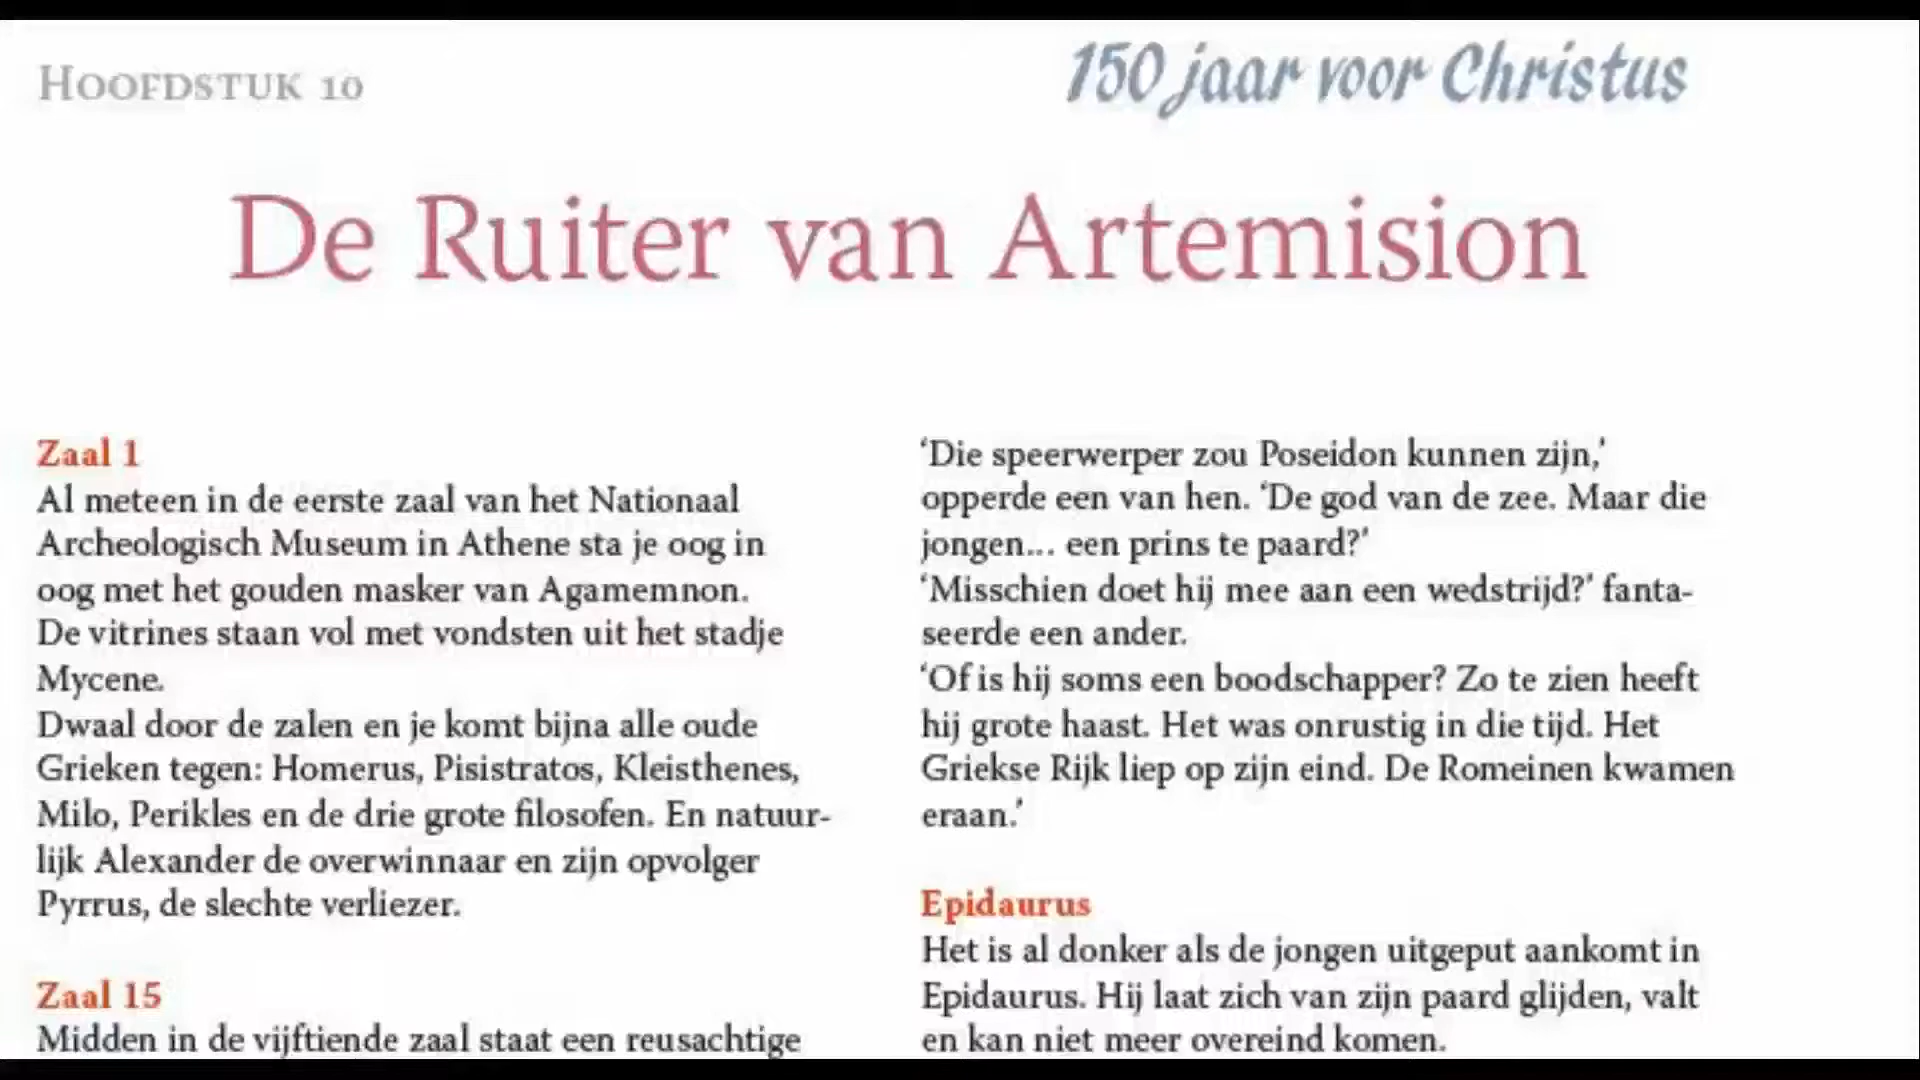 HOOFDSTUK 10
150 jaar voor Christus
De Ruiter van Artemision
Zaal 1
Al meteen in de eerste zaal van het Nationaal
Archeologisch Museum in Athene sta je oog in
oog met het gouden masker van Agamemnon.
De vitrines staan vol met vondsten uit het stadje
Mycene.
Dwaal door de zalen en je komt bijna alle oude
Grieken tegen: Homerus, Pisistratos, Kleisthenes,
Milo, Perikles en de drie grote filosofen. En natuur-
lijk Alexander de overwinnaar en zijn opvolger
Pyrrus, de slechte verliezer.
Zaal 15
Midden in de vijftiende zaal staat een reusachtige
‘Die speerwerper zou Poseidon kunnen zijn,’
opperde een van hen. ‘De god van de zee. Maar die
jongen... een prins te paard?’
‘Misschien doet hij mee aan een wedstrijd?’ fanta-
seerde een ander.
‘Of is hij soms een boodschapper? Zo te zien heeft
hij grote haast. Het was onrustig in die tijd. Het
Griekse Rijk liep op zijn eind. De Romeinen kwamen
eraan.’
Epidaurus
Het is al donker als de jongen uitgeput aankomt in
Epidaurus. Hij laat zich van zijn paard glijden, valt
en kan niet meer overeind komen.